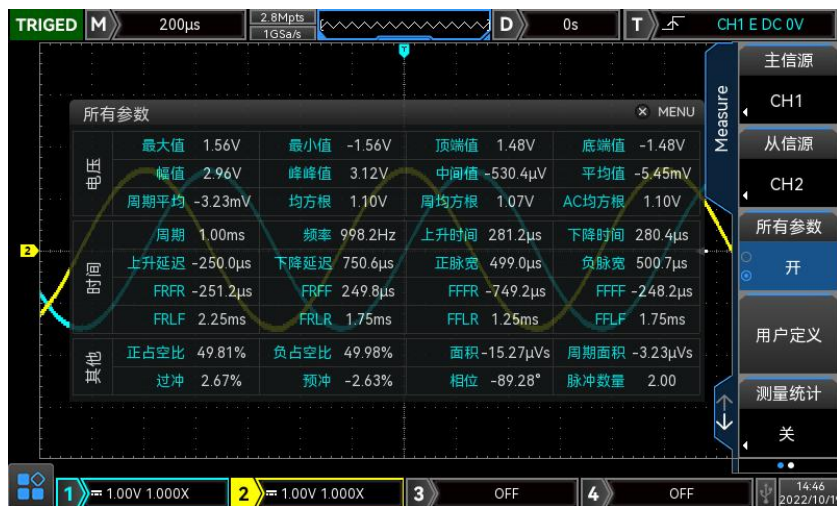 TRIGED M 200μs 2.8Mpts 1GSa/s D 0s T CH1 E DC 0V
T
主信源
CH1
从信源
CH2
所有参数
开
用户定义
测量统计
关
Measure
所有参数 MENU
电压
最大值 1.56V 最小值 -1.56V 顶端值 1.48V 底端值 -1.48V
幅值 2.96V 峰峰值 3.12V 中间值 -530.4μV 平均值 -5.45mV
周期平均 -3.23mV 均方根 1.10V 周均方根 1.07V AC均方根 1.10V
时间
周期 1.00ms 频率 998.2Hz 上升时间 281.2μs 下降时间 280.4μs
上升延迟 -250.0μs 下降延迟 750.6μs 正脉宽 499.0μs 负脉宽 500.7μs
FRFR -251.2μs FRFF 249.8μs FFFR -749.2μs FFFF -248.2μs
FRLF 2.25ms FRLR 1.75ms FFLR 1.25ms FFLF 1.75ms
其他
正占空比 49.81% 负占空比 49.98% 面积 -15.27μVs 周期面积 -3.23μVs
过冲 2.67% 预冲 -2.63% 相位 -89.28° 脉冲数量 2.00
2
1 1.00V 1.000X 2 1.00V 1.000X 3 OFF 4 OFF
14:46
2022/10/19